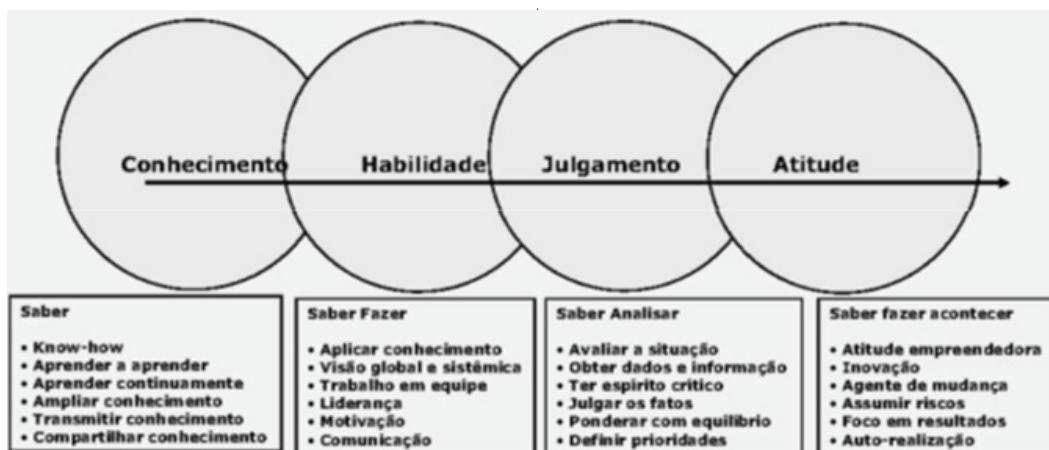 Conhecimento Habilidade Julgamento Atitude
Saber
• Know-how
• Aprender a aprender
• Aprender continuamente
• Ampliar conhecimento
• Transmitir conhecimento
• Compartilhar conhecimento
Saber Fazer
• Aplicar conhecimento
• Visão global e sistêmica
• Trabalho em equipe
• Liderança
• Motivação
• Comunicação
Saber Analisar
• Avaliar a situação
• Obter dados e informação
• Ter espirito critico
• Julgar os fatos
• Ponderar com equilíbrio
• Definir prioridades
Saber fazer acontecer
• Atitude empreendedora
• Inovação
• Agente de mudança
• Assumir riscos
• Foco em resultados
• Auto-realização